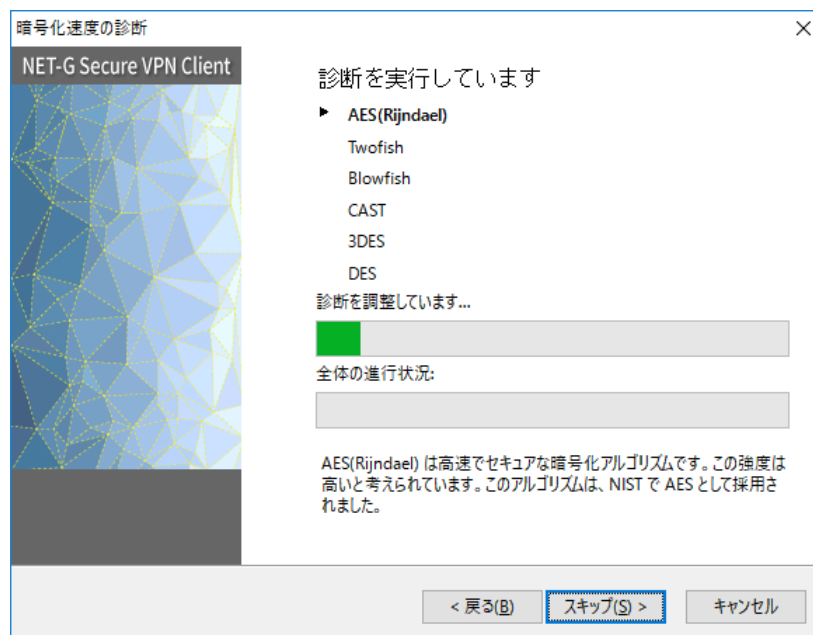 暗号化速度の診断
NET-G Secure VPN Client
診断を実行しています
AES(Rijndael)
Twofish
Blowfish
CAST
3DES
DES
診断を調整しています...
全体の進行状況:
AES(Rijndael) は高速でセキュアな暗号化アルゴリズムです。この強度は
高いと考えられています。このアルゴリズムは、NIST で AES として採用さ
れました。
< 戻る(B)
スキップ(S) >
キャンセル